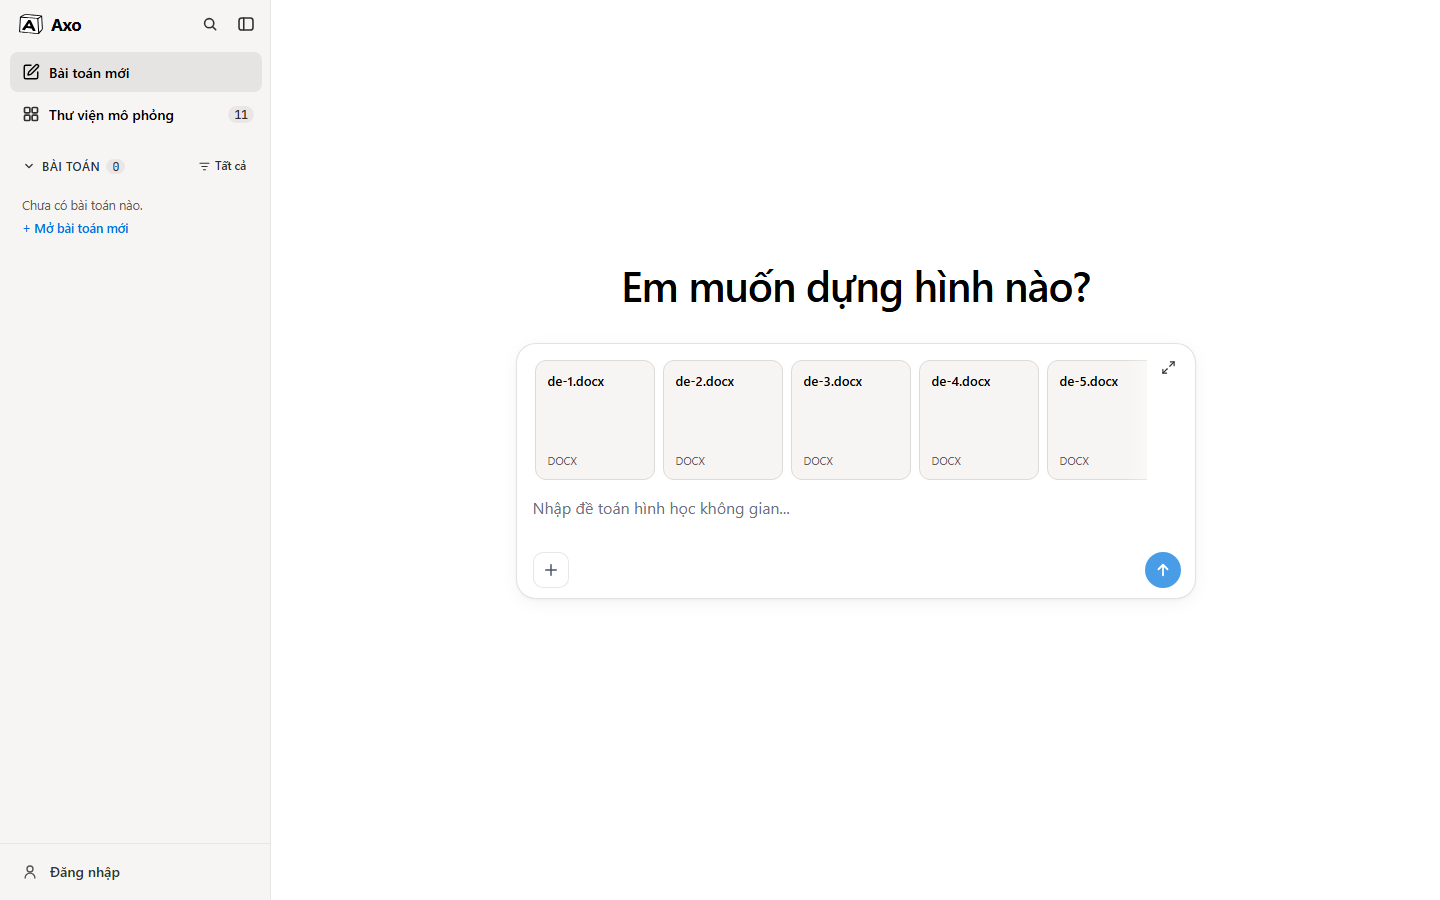 Axo
Bài toán mới
Thư viện mô phỏng 11
BÀI TOÁN 0 Tất cả
Chưa có bài toán nào.
+ Mở bài toán mới
Đăng nhập
Em muốn dựng hình nào?
de-1.docx de-2.docx de-3.docx de-4.docx de-5.docx
DOCX DOCX DOCX DOCX DOCX
Nhập đề toán hình học không gian...